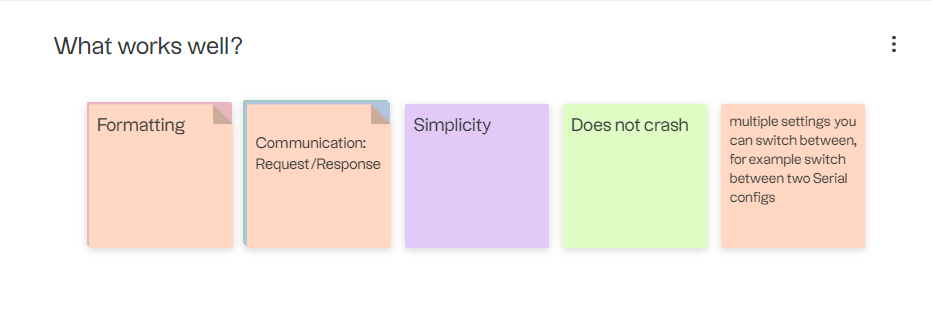 What works well?
Formatting
Communication:
Request/Response
Simplicity
Does not crash
multiple settings you
can switch between,
for example switch
between two Serial
configs